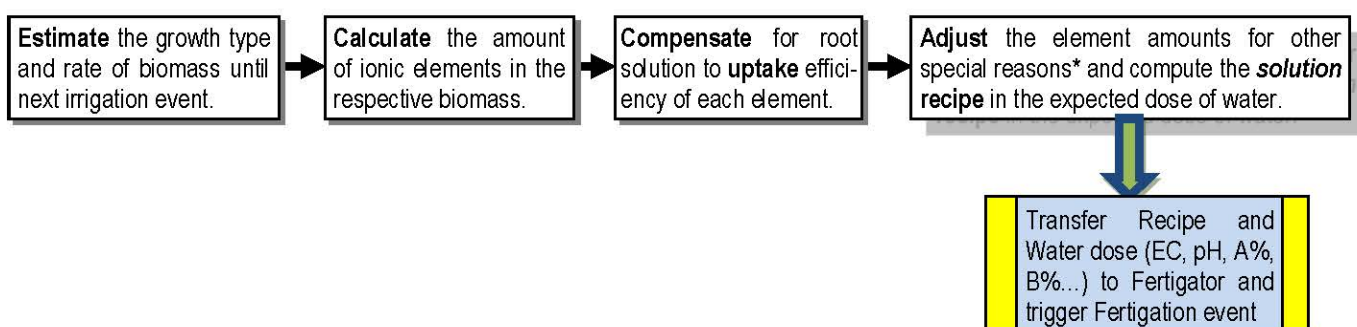 Estimate the growth type
and rate of biomass until
next irrigation event.
Calculate the amount
of ionic elements in the
respective biomass.
Compensate for root
solution to uptake effici-
ency of each element.
Adjust the element amounts for other
special reasons* and compute the solution
recipe in the expected dose of water.
Transfer Recipe and
Water dose (EC, pH, A%,
B%...) to Fertigator and
trigger Fertigation event